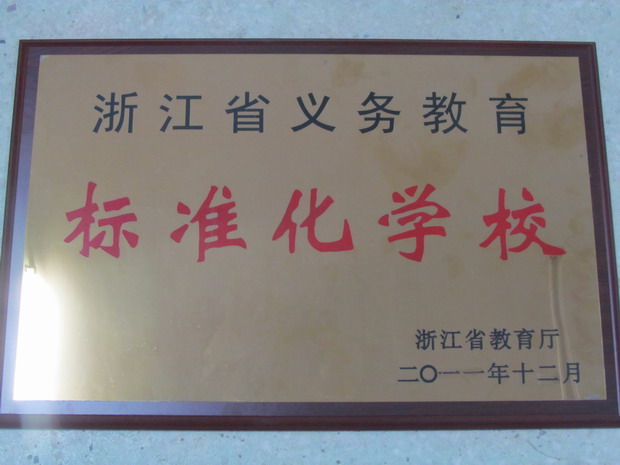 浙江省义务教育
标准化学校
浙江省教育厅
二〇一一年十二月